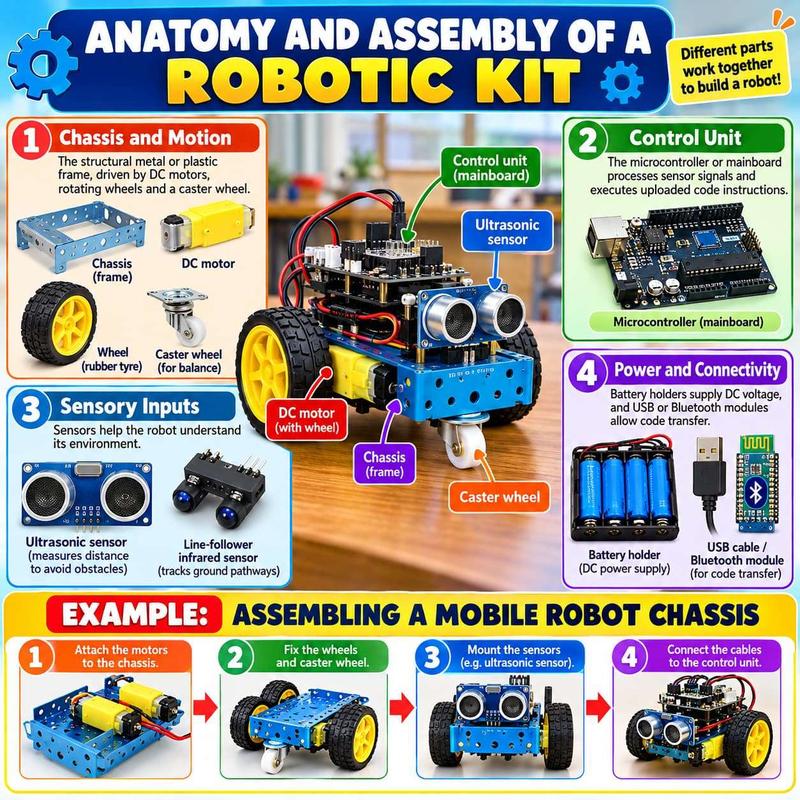 ANATOMY AND ASSEMBLY OF A
ROBOTIC KIT
Different parts
work together
to build a robot!
1 Chassis and Motion
The structural metal or plastic
frame, driven by DC motors,
rotating wheels and a caster wheel.
Chassis
(frame)
DC motor
Wheel
(rubber tyre)
Caster wheel
(for balance)
2 Control Unit
The microcontroller or mainboard
processes sensor signals and
executes uploaded code instructions.
Microcontroller (mainboard)
Control unit
(mainboard)
Ultrasonic
sensor
DC motor
(with wheel)
Chassis
(frame)
Caster wheel
3 Sensory Inputs
Sensors help the robot understand
its environment.
Ultrasonic sensor
(measures distance
to avoid obstacles)
Line-follower
infrared sensor
(tracks ground pathways)
4 Power and Connectivity
Battery holders supply DC voltage,
and USB or Bluetooth modules
allow code transfer.
Battery holder
(DC power supply)
USB cable /
Bluetooth module
(for code transfer)
EXAMPLE: ASSEMBLING A MOBILE ROBOT CHASSIS
1 Attach the motors
to the chassis.
2 Fix the wheels
and caster wheel.
3 Mount the sensors
(e.g. ultrasonic sensor).
4 Connect the cables
to the control unit.